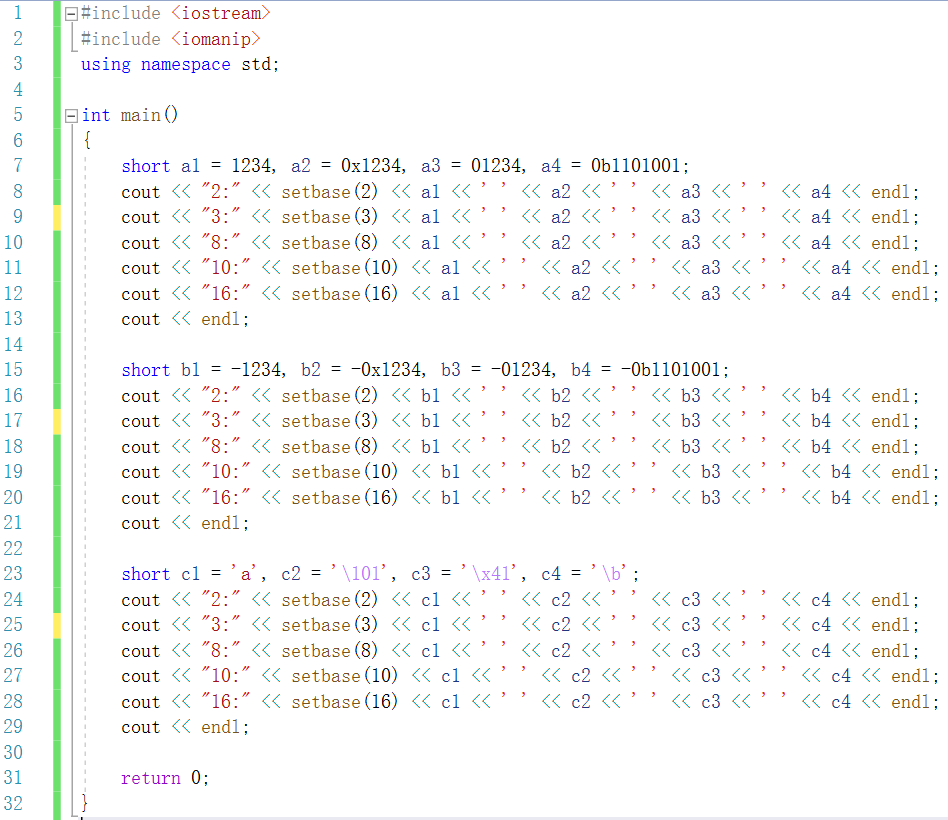 1 #include <iostream>
2 #include <iomanip>
3 using namespace std;
4
5 int main()
6 {
7 short a1 = 1234, a2 = 0x1234, a3 = 01234, a4 = 0b1101001;
8 cout << "2:" << setbase(2) << a1 << ' ' << a2 << ' ' << a3 << ' ' << a4 << endl;
9 cout << "3:" << setbase(3) << a1 << ' ' << a2 << ' ' << a3 << ' ' << a4 << endl;
10 cout << "8:" << setbase(8) << a1 << ' ' << a2 << ' ' << a3 << ' ' << a4 << endl;
11 cout << "10:" << setbase(10) << a1 << ' ' << a2 << ' ' << a3 << ' ' << a4 << endl;
12 cout << "16:" << setbase(16) << a1 << ' ' << a2 << ' ' << a3 << ' ' << a4 << endl;
13 cout << endl;
14
15 short b1 = -1234, b2 = -0x1234, b3 = -01234, b4 = -0b1101001;
16 cout << "2:" << setbase(2) << b1 << ' ' << b2 << ' ' << b3 << ' ' << b4 << endl;
17 cout << "3:" << setbase(3) << b1 << ' ' << b2 << ' ' << b3 << ' ' << b4 << endl;
18 cout << "8:" << setbase(8) << b1 << ' ' << b2 << ' ' << b3 << ' ' << b4 << endl;
19 cout << "10:" << setbase(10) << b1 << ' ' << b2 << ' ' << b3 << ' ' << b4 << endl;
20 cout << "16:" << setbase(16) << b1 << ' ' << b2 << ' ' << b3 << ' ' << b4 << endl;
21 cout << endl;
22
23 short c1 = 'a', c2 = '\101', c3 = '\x41', c4 = '\b';
24 cout << "2:" << setbase(2) << c1 << ' ' << c2 << ' ' << c3 << ' ' << c4 << endl;
25 cout << "3:" << setbase(3) << c1 << ' ' << c2 << ' ' << c3 << ' ' << c4 << endl;
26 cout << "8:" << setbase(8) << c1 << ' ' << c2 << ' ' << c3 << ' ' << c4 << endl;
27 cout << "10:" << setbase(10) << c1 << ' ' << c2 << ' ' << c3 << ' ' << c4 << endl;
28 cout << "16:" << setbase(16) << c1 << ' ' << c2 << ' ' << c3 << ' ' << c4 << endl;
29 cout << endl;
30
31 return 0;
32 }